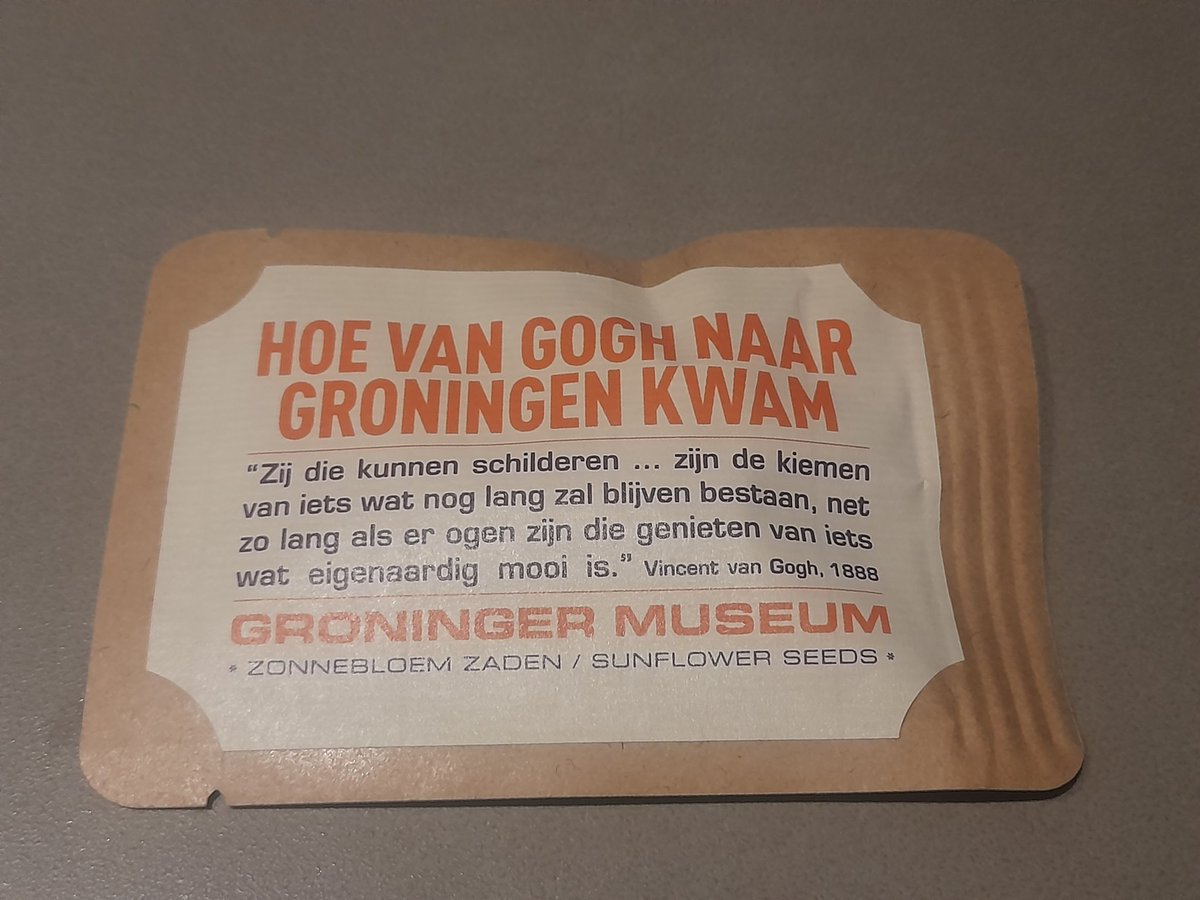 HOE VAN GOGH NAAR
GRONINGEN KWAM
“Zij die kunnen schilderen ... zijn de kiemen
van iets wat nog lang zal blijven bestaan, net
zo lang als er ogen zijn die genieten van iets
wat eigenaardig mooi is.” Vincent van Gogh, 1888
GRONINGER MUSEUM
* ZONNEBLOEM ZADEN / SUNFLOWER SEEDS *